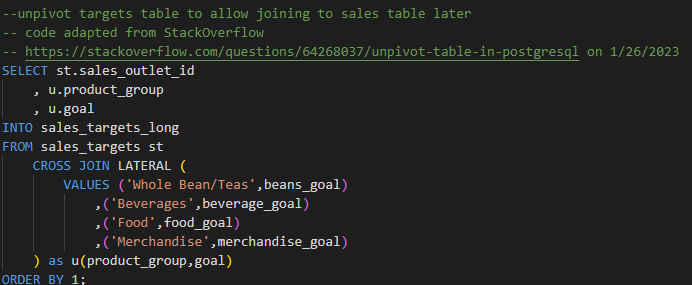 --unpivot targets table to allow joining to sales table later
-- code adapted from StackOverflow
-- https://stackoverflow.com/questions/64268037/unpivot-table-in-postgresql on 1/26/2023
SELECT st.sales_outlet_id
    , u.product_group
    , u.goal
INTO sales_targets_long
FROM sales_targets st
    CROSS JOIN LATERAL (
        VALUES ('Whole Bean/Teas',beans_goal)
            ,('Beverages',beverage_goal)
            ,('Food',food_goal)
            ,('Merchandise',merchandise_goal)
    ) as u(product_group,goal)
ORDER BY 1;